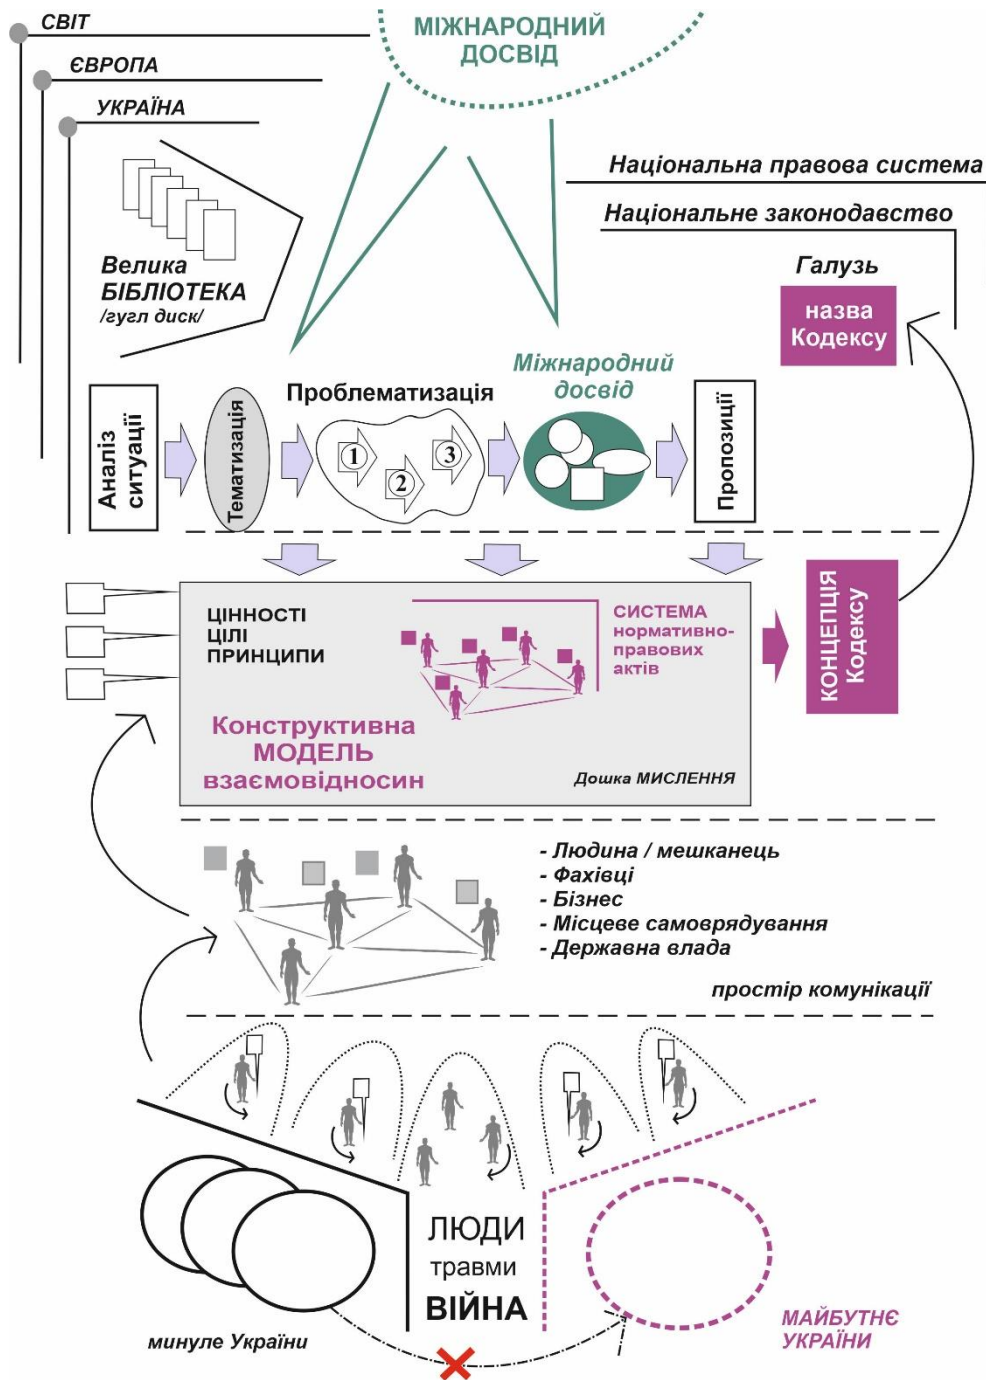 СВІТ
ЄВРОПА
УКРАЇНА
МІЖНАРОДНИЙ
ДОСВІД
Національна правова система
Національне законодавство
Галузь
назва
Кодексу
Велика
БІБЛІОТЕКА
/гугл диск/
Аналіз
ситуації
Тематизація
Проблематизація
1
2
3
Міжнародний
досвід
Пропозиції
ЦІННОСТІ
ЦІЛІ
ПРИНЦИПИ
СИСТЕМА
нормативно-
правових
актів
Конструктивна
МОДЕЛЬ
взаємовідносин
Дошка МИСЛЕННЯ
КОНЦЕПЦІЯ
Кодексу
- Людина / мешканець
- Фахівці
- Бізнес
- Місцеве самоврядування
- Державна влада
простір комунікації
ЛЮДИ
травми
ВІЙНА
минуле України
МАЙБУТНЄ
УКРАЇНИ